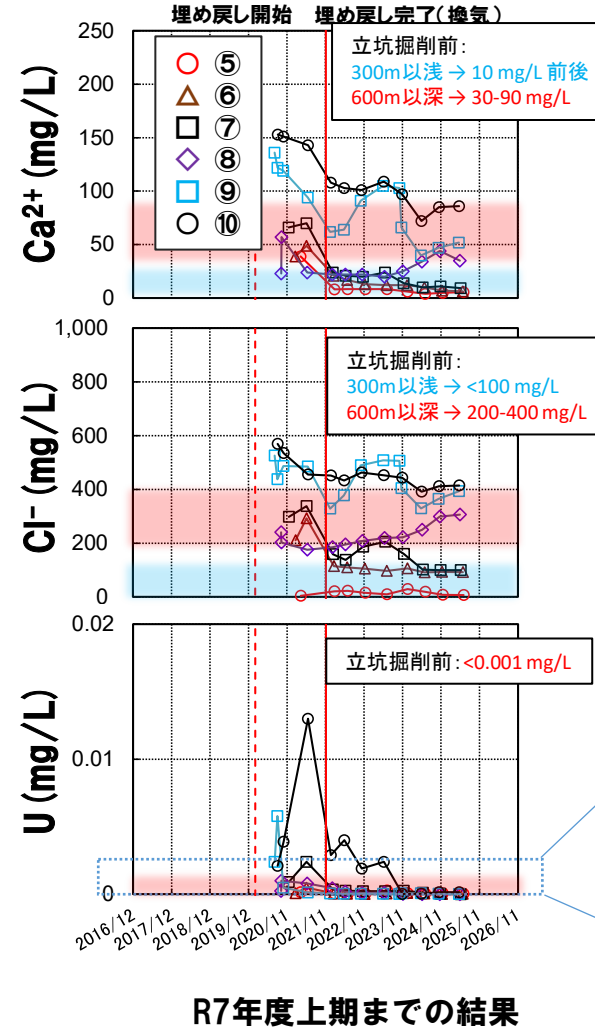 埋め戻し開始　埋め戻し完了(換気)
Ca²⁺ (mg/L)
250
200
150
100
50
0
⑤
⑥
⑦
⑧
⑨
⑩
立坑掘削前:
300m以浅 → 10 mg/L 前後
600m以深 → 30-90 mg/L
Cl⁻ (mg/L)
1,000
800
600
400
200
0
立坑掘削前:
300m以浅 → <100 mg/L
600m以深 → 200-400 mg/L
U (mg/L)
0.02
0.01
0
立坑掘削前:<0.001 mg/L
2016/12
2017/12
2018/12
2019/12
2020/11
2021/11
2022/11
2023/11
2024/11
2025/11
2026/11
R7年度上期までの結果